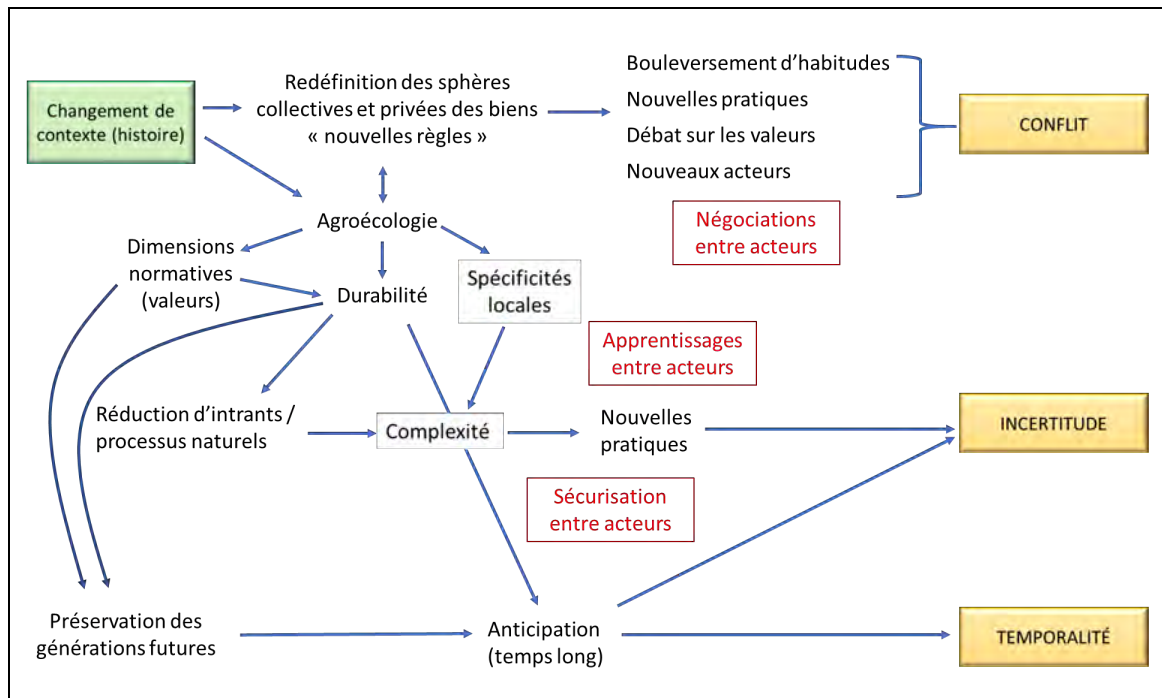 Changement de
contexte (histoire)
Redéfinition des sphères
collectives et privées des biens
« nouvelles règles »
Bouleversement d’habitudes
Nouvelles pratiques
Débat sur les valeurs
Nouveaux acteurs
CONFLIT
Négociations
entre acteurs
Agroécologie
Dimensions
normatives
(valeurs)
Durabilité
Spécificités
locales
Apprentissages
entre acteurs
Réduction d’intrants /
processus naturels
Complexité
Nouvelles
pratiques
INCERTITUDE
Sécurisation
entre acteurs
Préservation des
générations futures
Anticipation
(temps long)
TEMPORALITÉ